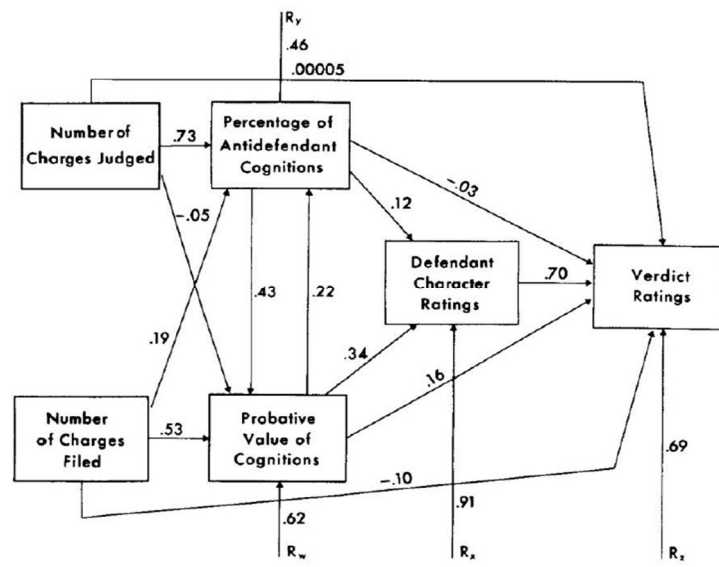 Ry
.46
.00005
Number of
Charges Judged
.73
Percentage of
Antidefendant
Cognitions
-.03
-.05
.12
Defendant
Character
Ratings
.70
Verdict
Ratings
.43
.22
.19
.34
.16
Number
of Charges
Filed
.53
Probative
Value of
Cognitions
.69
-.10
.62
.91
Rw
Rx
Rz